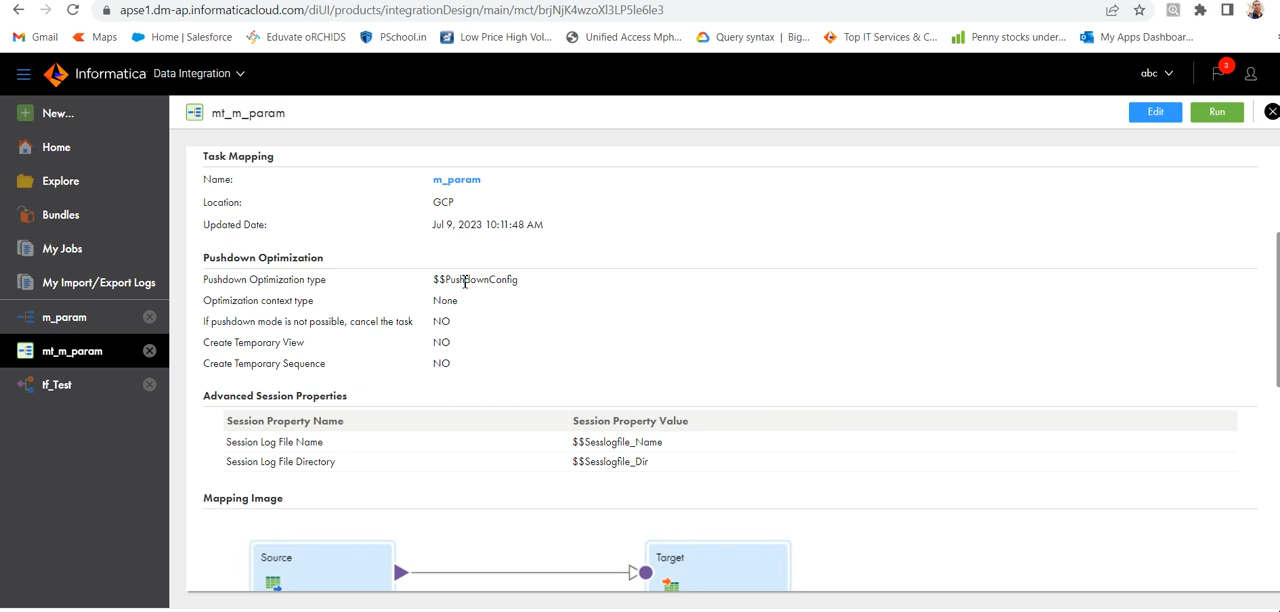 apse1.dm-ap.informaticacloud.com/diUI/products/integrationDesign/main/mct/brjNjK4wzoXl3LP5Ie6le3
Gmail Maps Home | Salesforce Educate oRCHIDS PSchool.in Low Price High Vol... Unified Access Mph... Query syntax | Big... Top IT Services & C... Penny stocks under... My Apps Dashboar...
Informatica Data Integration abc 3
New... mt_m_param Edit Run
Home Task Mapping
Name: m_param
Explore
Location: GCP
Bundles
Updated Date: Jul 9, 2023 10:11:48 AM
My Jobs
Pushdown Optimization
My Import/Export Logs
Pushdown Optimization type $$PushdownConfig
Optimization context type None
m_param
If pushdown mode is not possible, cancel the task NO
Create Temporary View NO
mt_m_param
Create Temporary Sequence NO
tf_Test
Advanced Session Properties
Session Property Name Session Property Value
Session Log File Name $$Sesslogfile_Name
Session Log File Directory $$Sesslogfile_Dir
Mapping Image
Source Target